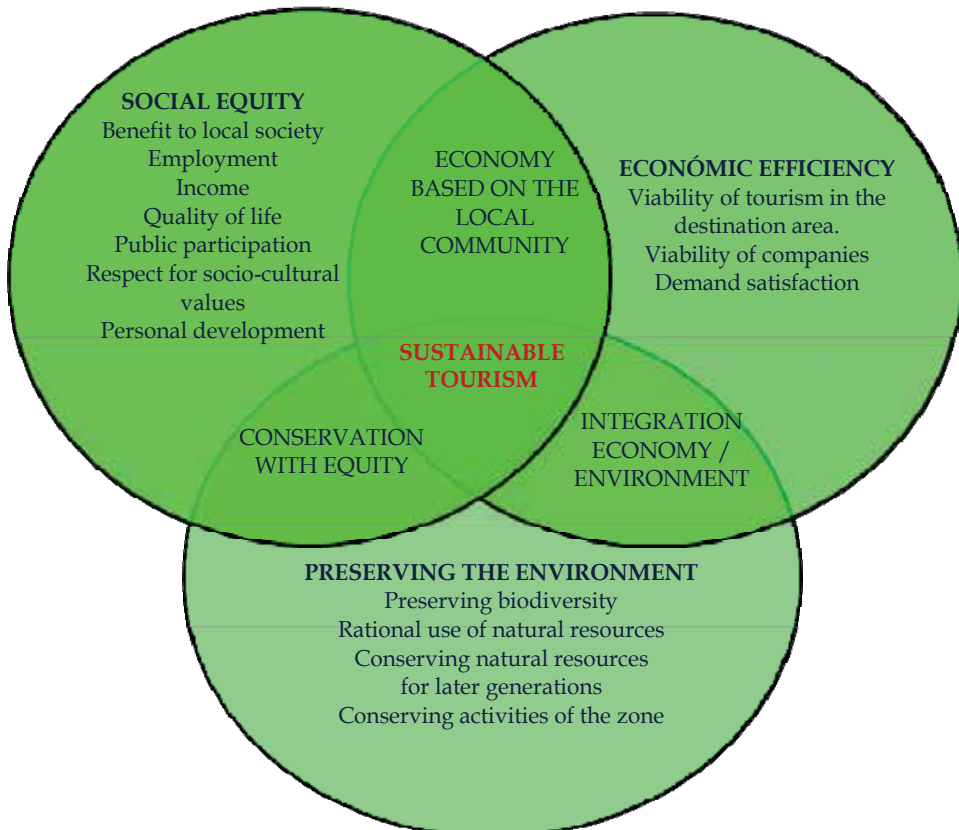 SOCIAL EQUITY
Benefit to local society
Employment
Income
Quality of life
Public participation
Respect for socio-cultural
values
Personal development
ECONOMY
BASED ON THE
LOCAL
COMMUNITY
ECONÓMIC EFFICIENCY
Viability of tourism in the
destination area.
Viability of companies
Demand satisfaction
SUSTAINABLE
TOURISM
CONSERVATION
WITH EQUITY
INTEGRATION
ECONOMY /
ENVIRONMENT
PRESERVING THE ENVIRONMENT
Preserving biodiversity
Rational use of natural resources
Conserving natural resources
for later generations
Conserving activities of the zone